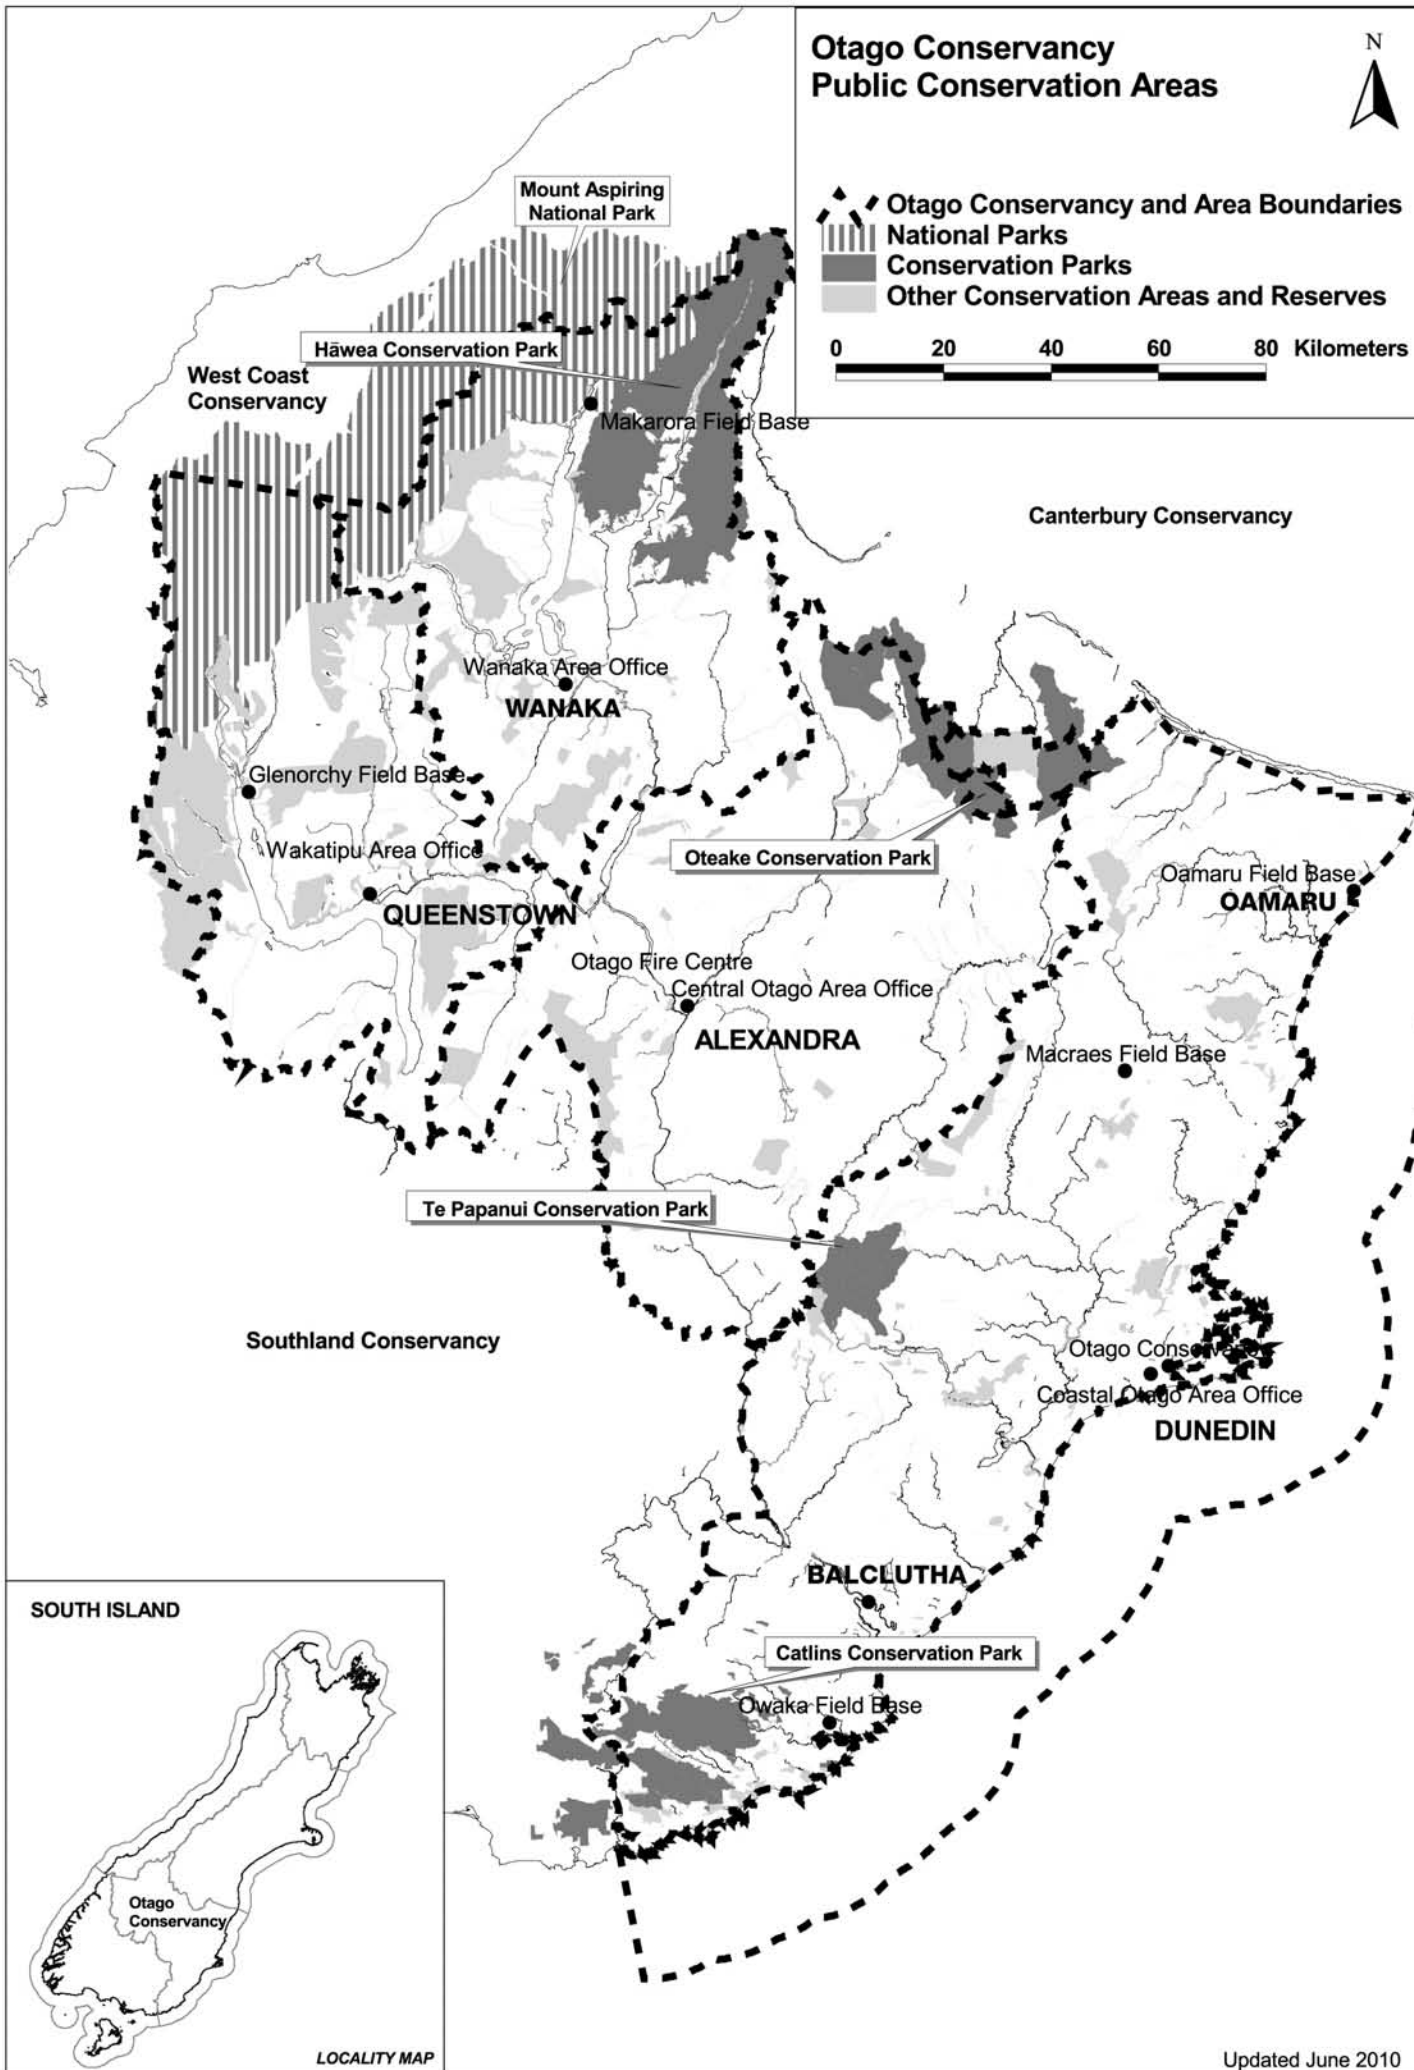 Otago Conservancy
Public Conservation Areas
N
Otago Conservancy and Area Boundaries
National Parks
Conservation Parks
Other Conservation Areas and Reserves
0 20 40 60 80 Kilometers
Mount Aspiring
National Park
Hāwea Conservation Park
West Coast
Conservancy
Makarora Field Base
Canterbury Conservancy
Wanaka Area Office
WANAKA
Glenorchy Field Base
Wakatipu Area Office
QUEENSTOWN
Oteake Conservation Park
Oamaru Field Base
OAMARU
Otago Fire Centre
Central Otago Area Office
ALEXANDRA
Macraes Field Base
Te Papanui Conservation Park
Southland Conservancy
Otago Conservancy
Coastal Otago Area Office
DUNEDIN
BALCLUTHA
Catlins Conservation Park
Owaka Field Base
SOUTH ISLAND
Otago
Conservancy
LOCALITY MAP
Updated June 2010